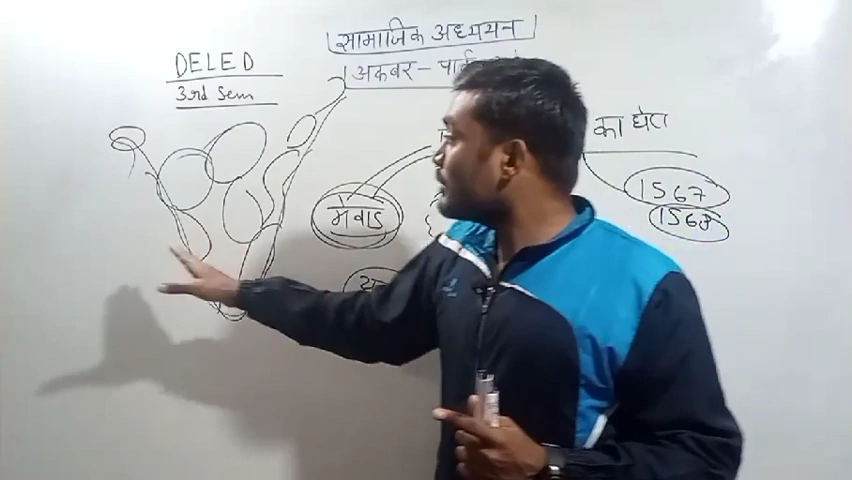 सामाजिक अध्ययन
DELED
3rd Sem
अकबर -
का घेरा
मेवाड
1567
1568